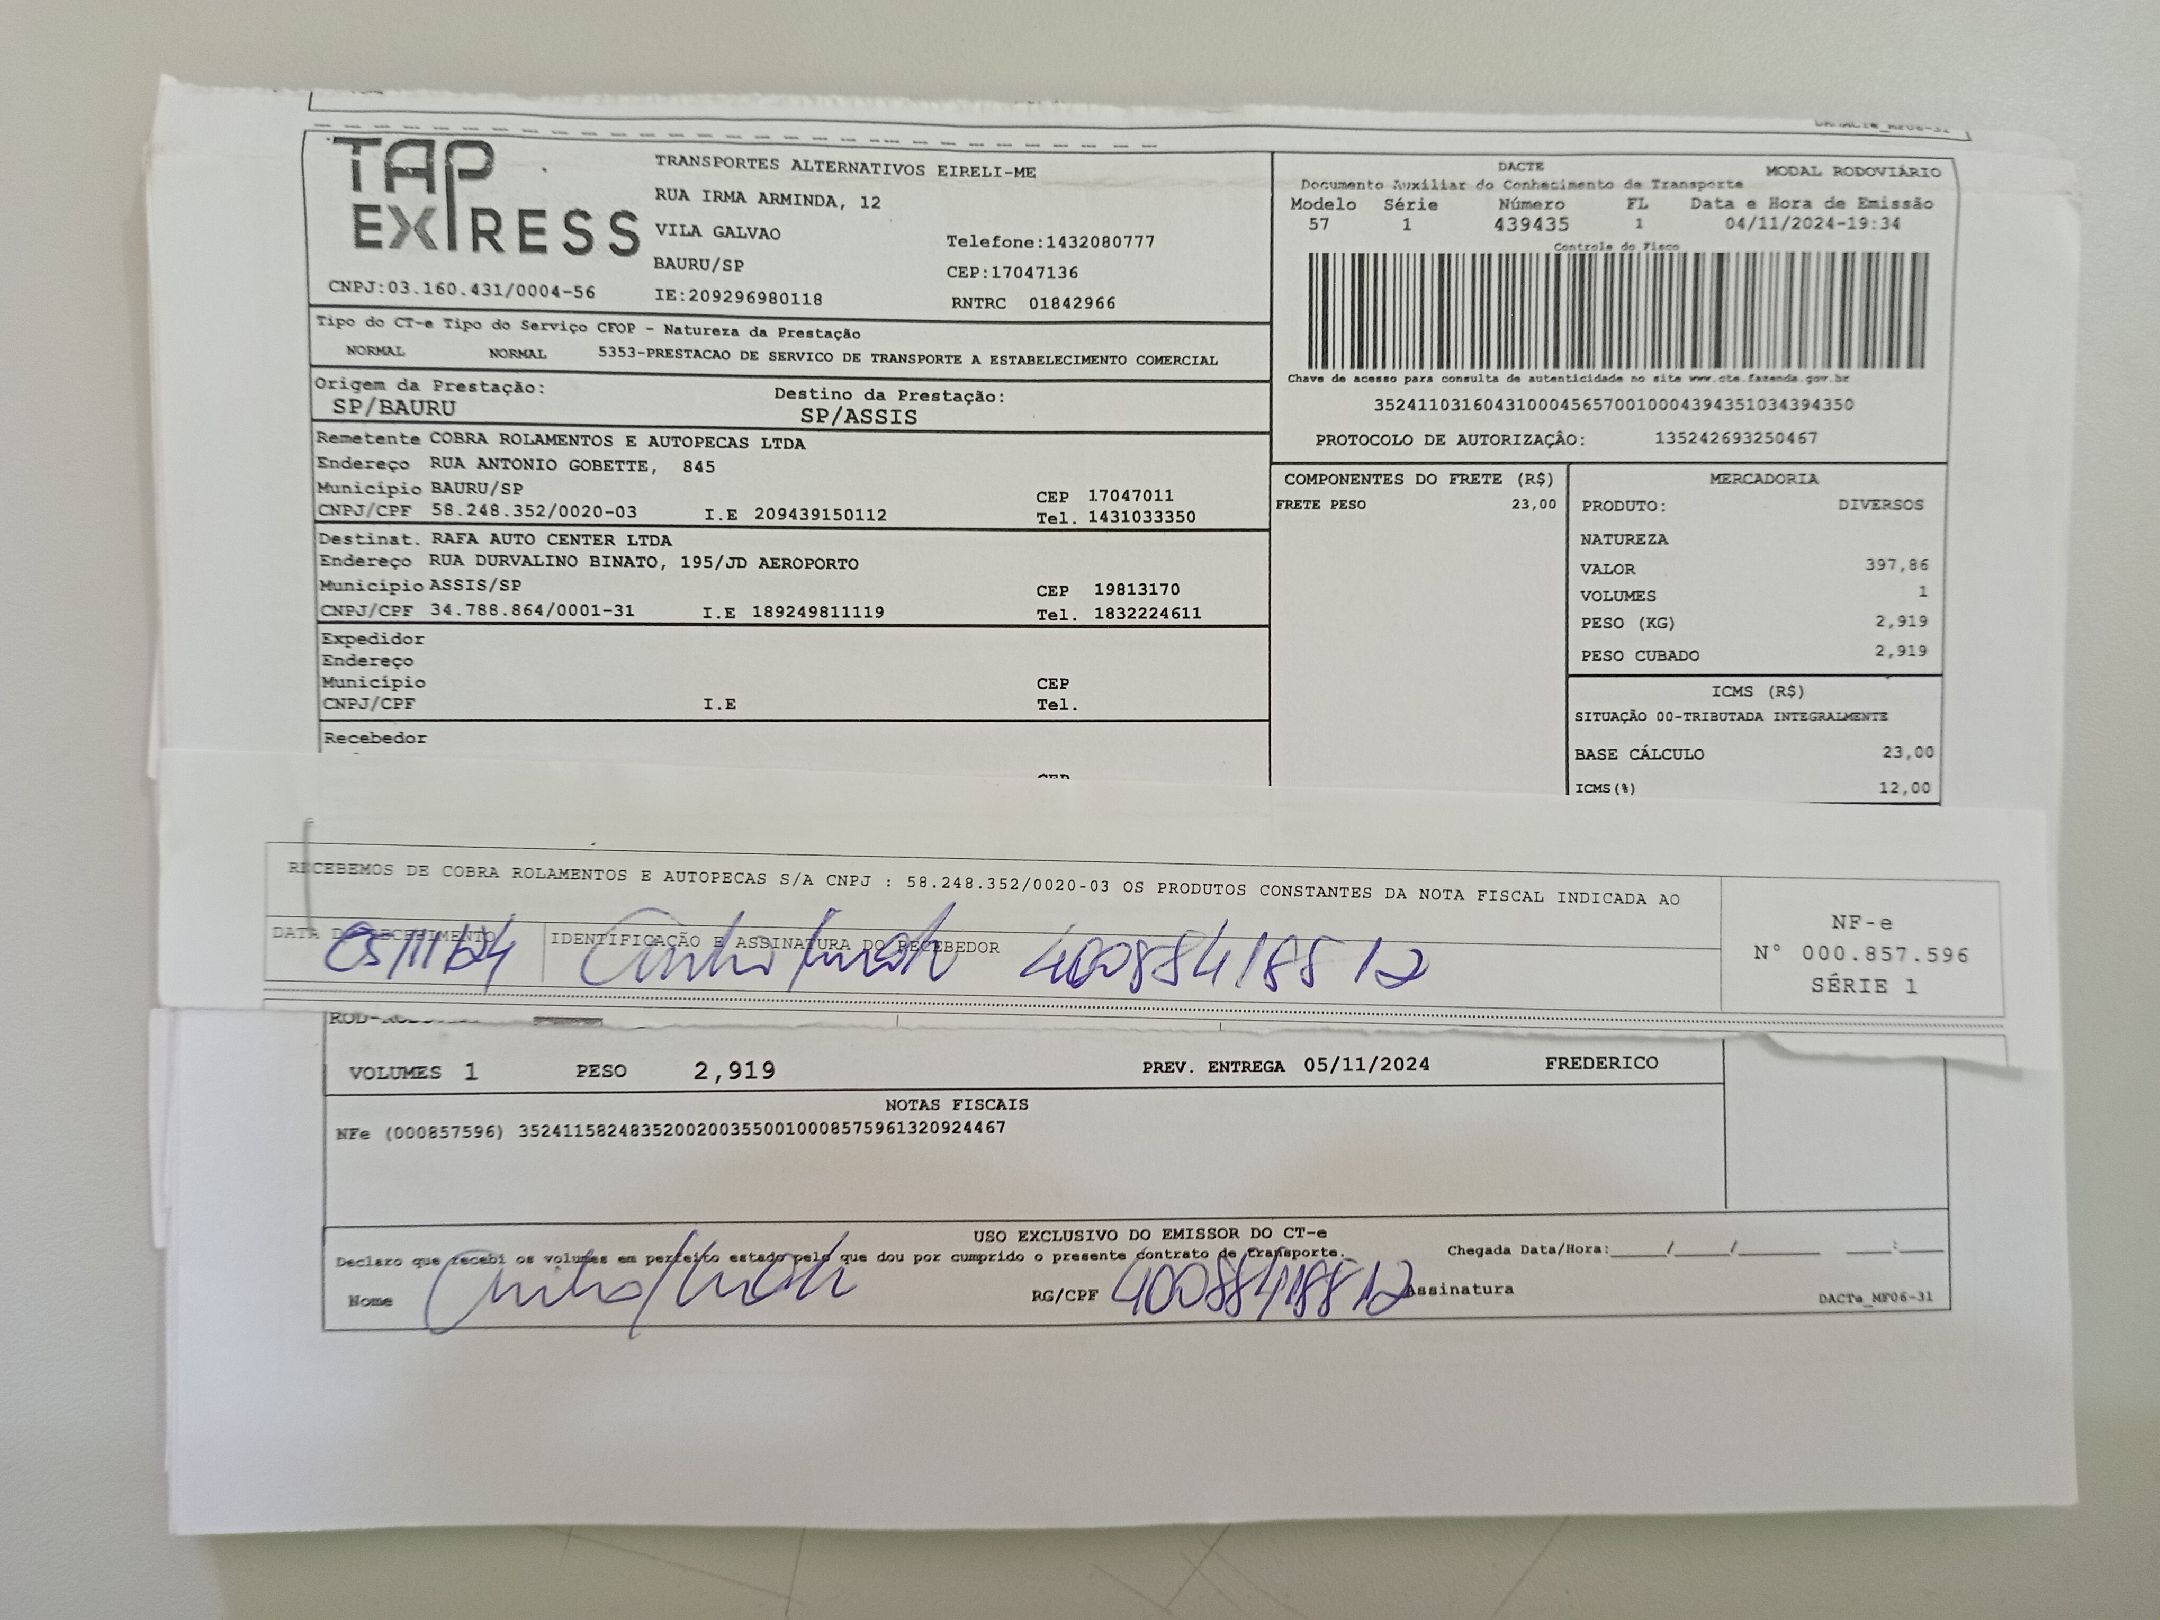 TAP
EXPRESS
CNPJ:03.160.431/0004-56
TRANSPORTES ALTERNATIVOS EIRELI-ME
RUA IRMA ARMINDA, 12
VILA GALVAO
Telefone:1432080777
BAURU/SP
CEP:17047136
IE:209296980118
RNTRC 01842966
DACTE
MODAL RODOVIÁRIO
Documento Auxiliar do Conhecimento de Transporte
Modelo Série Número FL Data e Hora de Emissão
57 1 439435 1 04/11/2024-19:34
Controle do Fisco
Chave de acesso para consulta de autenticidade no site www.cte.fazenda.gov.br
35241103160431000456570010004394351034394350
PROTOCOLO DE AUTORIZAÇÂO: 135242693250467
Tipo do CT-e Tipo do Serviço CFOP - Natureza da Prestação
NORMAL NORMAL 5353-PRESTACAO DE SERVICO DE TRANSPORTE A ESTABELECIMENTO COMERCIAL
Origem da Prestação: Destino da Prestação:
SP/BAURU SP/ASSIS
Remetente COBRA ROLAMENTOS E AUTOPECAS LTDA
Endereço RUA ANTONIO GOBETTE, 845
Município BAURU/SP CEP 17047011
CNPJ/CPF 58.248.352/0020-03 I.E 209439150112 Tel. 1431033350
Destinat. RAFA AUTO CENTER LTDA
Endereço RUA DURVALINO BINATO, 195/JD AEROPORTO
Município ASSIS/SP CEP 19813170
CNPJ/CPF 34.788.864/0001-31 I.E 189249811119 Tel. 1832224611
Expedidor
Endereço
Município CEP
CNPJ/CPF I.E Tel.
Recebedor
COMPONENTES DO FRETE (R$)
FRETE PESO 23,00
MERCADORIA
PRODUTO: DIVERSOS
NATUREZA
VALOR 397,86
VOLUMES 1
PESO (KG) 2,919
PESO CUBADO 2,919
ICMS (R$)
SITUAÇÃO 00-TRIBUTADA INTEGRALMENTE
BASE CÁLCULO 23,00
ICMS(%) 12,00
RECEBEMOS DE COBRA ROLAMENTOS E AUTOPECAS S/A CNPJ : 58.248.352/0020-03 OS PRODUTOS CONSTANTES DA NOTA FISCAL INDICADA AO
DATA DO RECEBIMENTO IDENTIFICAÇÃO E ASSINATURA DO RECEBEDOR
05/11/24 40088418812
NF-e
N° 000.857.596
SÉRIE 1
VOLUMES 1 PESO 2,919 PREV. ENTREGA 05/11/2024 FREDERICO
NOTAS FISCAIS
NFe (000857596) 35241158248352002003550010008575961320924467
USO EXCLUSIVO DO EMISSOR DO CT-e
Declaro que recebi os volumes em perfeito estado pelo que dou por cumprido o presente contrato de transporte. Chegada Data/Hora:____/____/____ ____:____
Nome RG/CPF 40088418812 Assinatura
DACTe_MF06-31